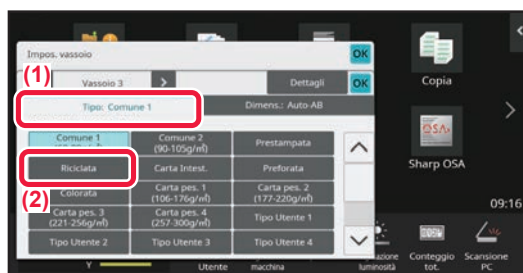 Impos. vassoio
OK
(1)
Vassoio 3
>
Dettagli
OK
Tipo: Comune 1
Dimens.: Auto-AB
Comune 1
Comune 2
(90-105g/㎡)
Prestampata
Riciclata
Carta Intest.
Preforata
(2)
Colorata
Carta pes. 1
(106-176g/㎡)
Carta pes. 2
(177-220g/㎡)
Carta pes. 3
(221-256g/㎡)
Carta pes. 4
(257-300g/㎡)
Tipo Utente 1
Tipo Utente 2
Tipo Utente 3
Tipo Utente 4
Copia
Sharp OSA
09:16
Y
Utente
macchina
luminosità
Conteggio
tot.
Scansione
PC